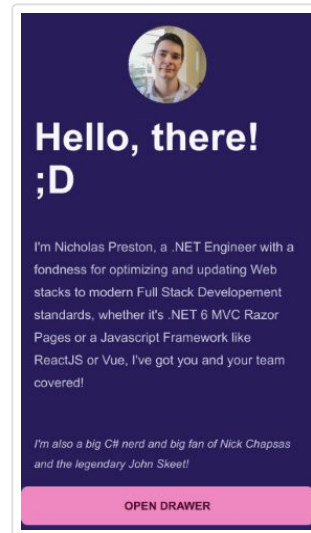 Hello, there!
;D
I'm Nicholas Preston, a .NET Engineer with a
fondness for optimizing and updating Web
stacks to modern Full Stack Developement
standards, whether it's .NET 6 MVC Razor
Pages or a Javascript Framework like
ReactJS or Vue, I've got you and your team
covered!
I'm also a big C# nerd and big fan of Nick Chapsas
and the legendary John Skeet!
OPEN DRAWER